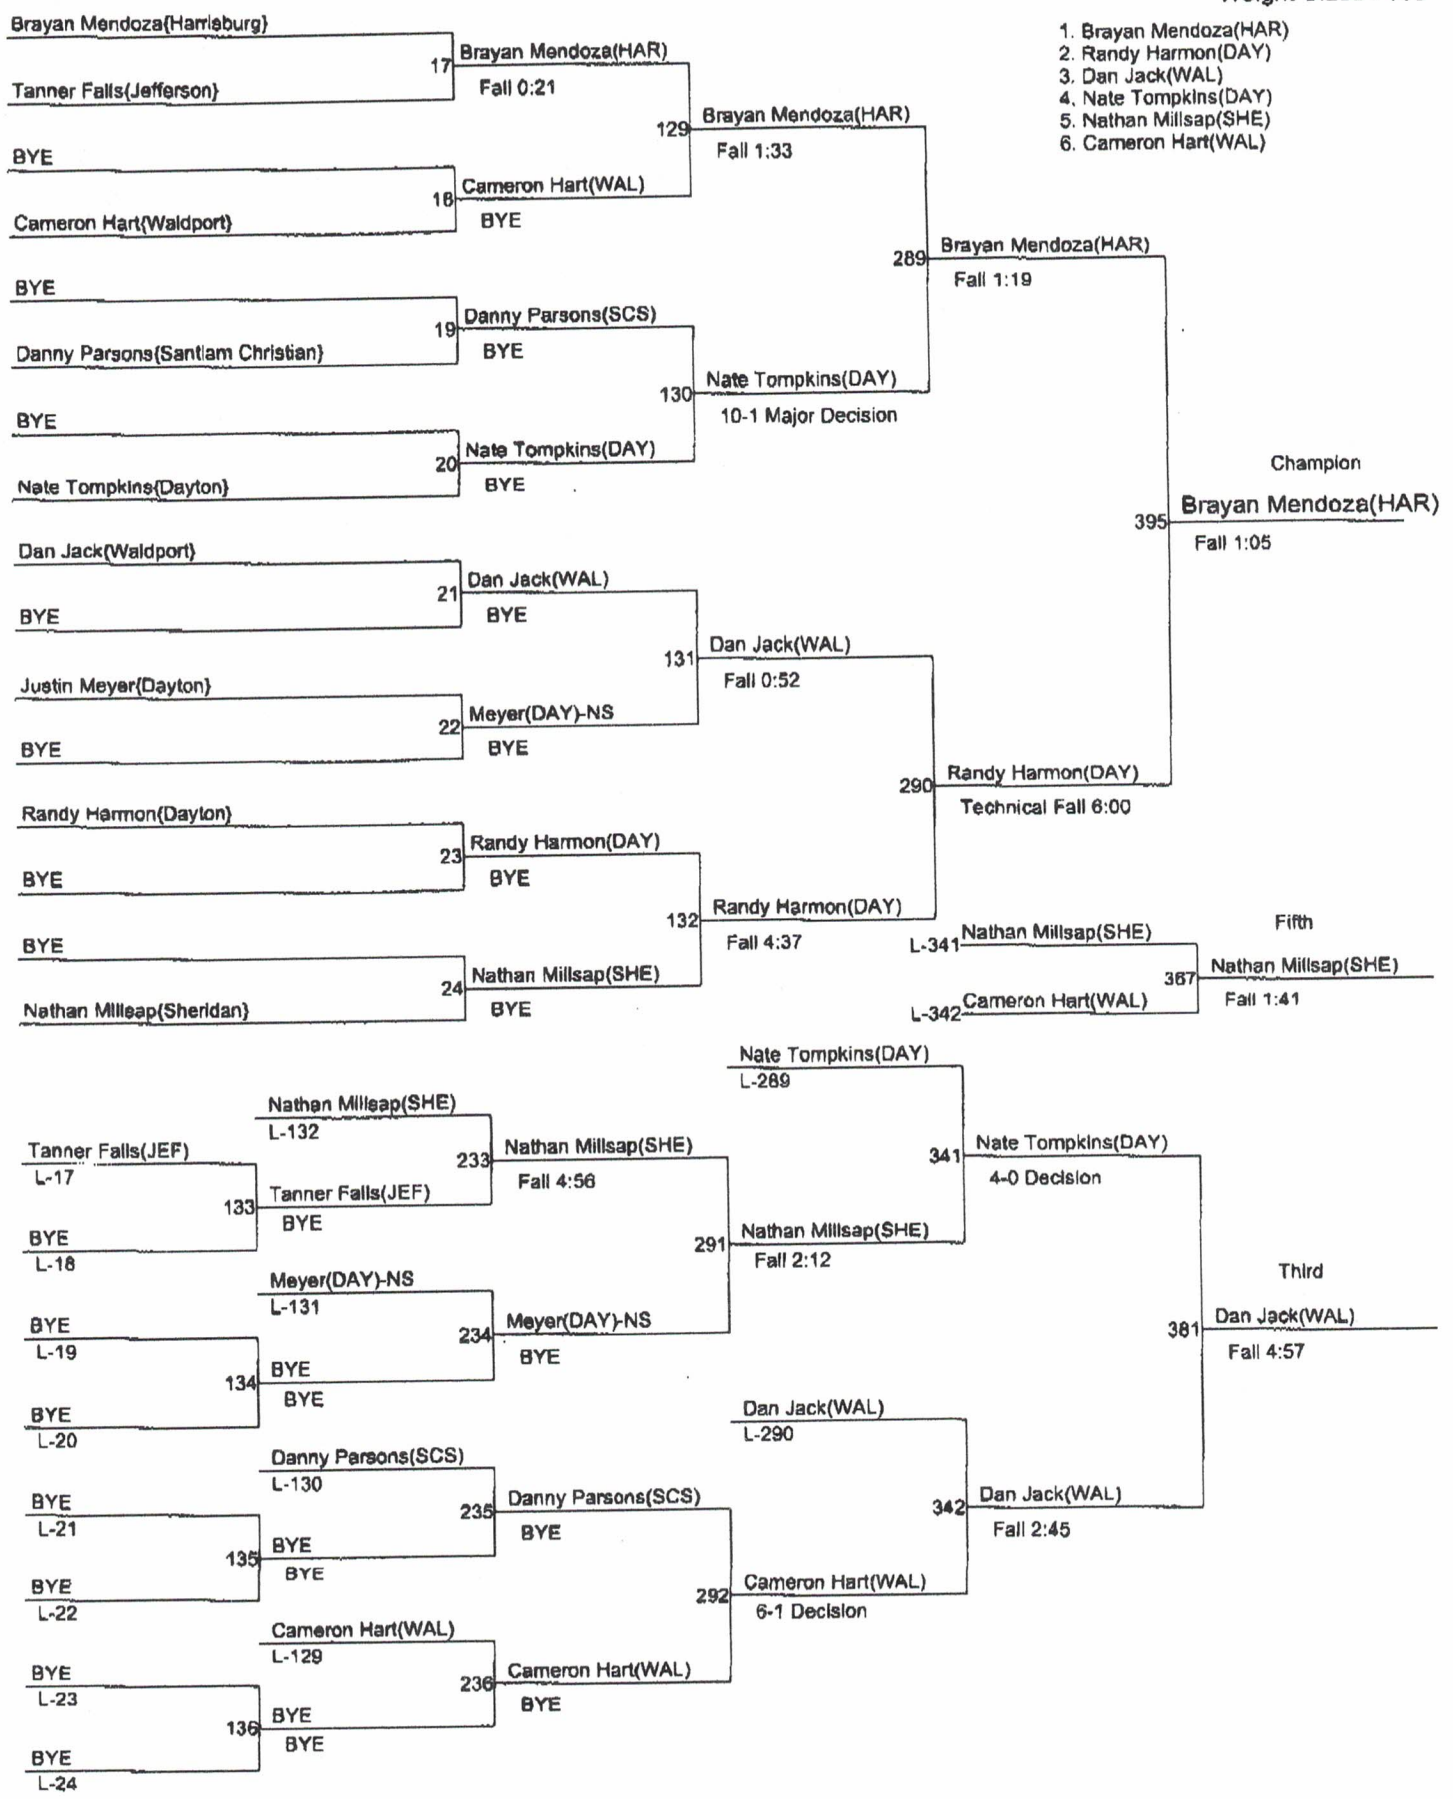 Brayan Mendoza{Harrisburg}
17
Brayan Mendoza(HAR)
Fall 0:21
Tanner Falls{Jefferson}
129
Brayan Mendoza(HAR)
Fall 1:33
BYE
18
Cameron Hart(WAL)
BYE
Cameron Hart{Waldport}
289
Brayan Mendoza(HAR)
Fall 1:19
BYE
19
Danny Parsons(SCS)
BYE
Danny Parsons{Santiam Christian}
130
Nate Tompkins(DAY)
10-1 Major Decision
BYE
20
Nate Tompkins(DAY)
BYE
Nate Tompkins{Dayton}
1. Brayan Mendoza(HAR)
2. Randy Harmon(DAY)
3. Dan Jack(WAL)
4. Nate Tompkins(DAY)
5. Nathan Millsap(SHE)
6. Cameron Hart(WAL)
Champion
395
Brayan Mendoza(HAR)
Fall 1:05
Dan Jack{Waldport}
21
Dan Jack(WAL)
BYE
BYE
131
Dan Jack(WAL)
Fall 0:52
Justin Meyer{Dayton}
22
Meyer(DAY)-NS
BYE
BYE
290
Randy Harmon(DAY)
Technical Fall 6:00
Randy Harmon{Dayton}
23
Randy Harmon(DAY)
BYE
BYE
132
Randy Harmon(DAY)
Fall 4:37
BYE
24
Nathan Millsap(SHE)
BYE
Nathan Millsap{Sheridan}
Fifth
L-341
Nathan Millsap(SHE)
367
Nathan Millsap(SHE)
Fall 1:41
L-342
Cameron Hart(WAL)
Nate Tompkins(DAY)
L-289
Nathan Millsap(SHE)
L-132
Tanner Falls(JEF)
L-17
133
Tanner Falls(JEF)
BYE
BYE
L-18
233
Nathan Millsap(SHE)
Fall 4:56
341
Nate Tompkins(DAY)
4-0 Decision
291
Nathan Millsap(SHE)
Fall 2:12
Meyer(DAY)-NS
L-131
234
Meyer(DAY)-NS
BYE
BYE
L-19
134
BYE
BYE
BYE
L-20
Third
381
Dan Jack(WAL)
Fall 4:57
Dan Jack(WAL)
L-290
Danny Parsons(SCS)
L-130
235
Danny Parsons(SCS)
BYE
BYE
L-21
135
BYE
BYE
BYE
L-22
342
Dan Jack(WAL)
Fall 2:45
292
Cameron Hart(WAL)
6-1 Decision
Cameron Hart(WAL)
L-129
236
Cameron Hart(WAL)
BYE
BYE
L-23
136
BYE
BYE
BYE
L-24